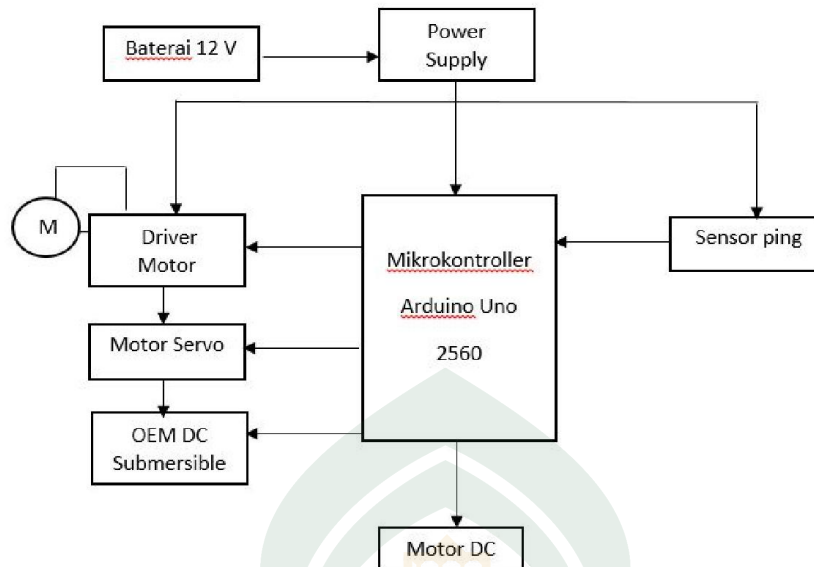 Baterai 12 V
Power
Supply
M
Driver
Motor
Mikrokontroller
Arduino Uno
2560
Sensor ping
Motor Servo
OEM DC
Submersible
Motor DC